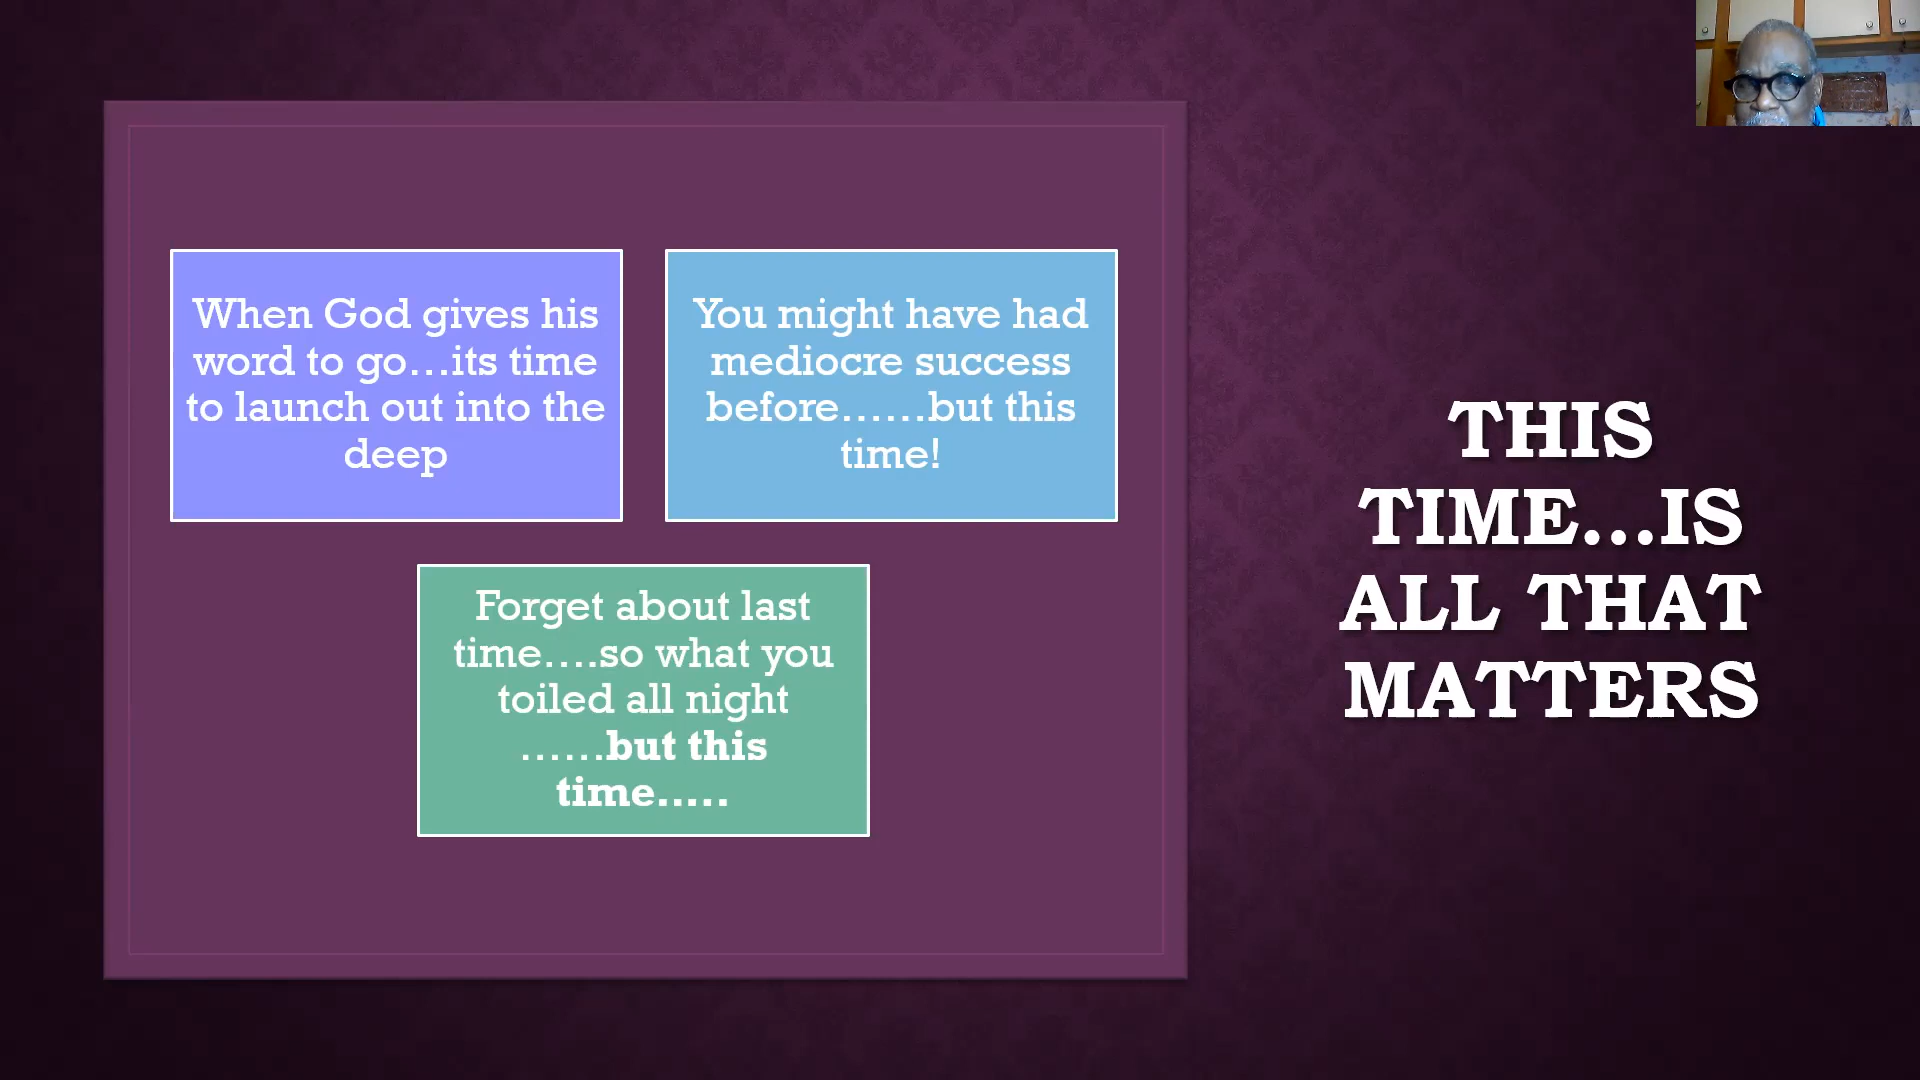 When God gives his
word to go...its time
to launch out into the
deep
You might have had
mediocre success
before......but this
time!
Forget about last
time....so what you
toiled all night
......but this
time.....
THIS
TIME...IS
ALL THAT
MATTERS